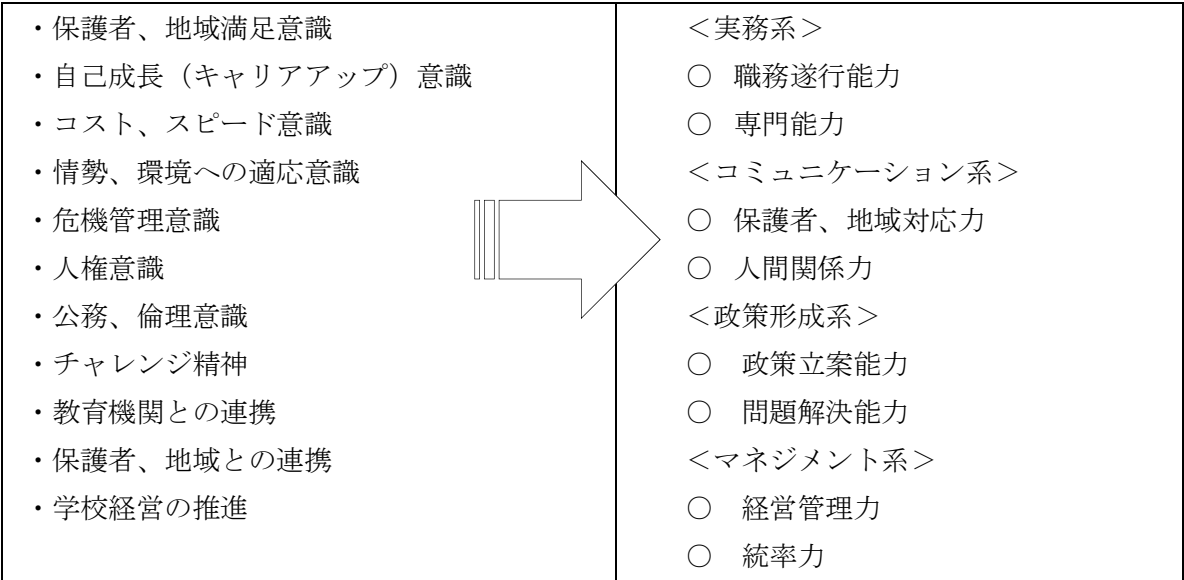 ・保護者、地域満足意識
・自己成長（キャリアアップ）意識
・コスト、スピード意識
・情勢、環境への適応意識
・危機管理意識
・人権意識
・公務、倫理意識
・チャレンジ精神
・教育機関との連携
・保護者、地域との連携
・学校経営の推進
＜実務系＞
○ 職務遂行能力
○ 専門能力
＜コミュニケーション系＞
○ 保護者、地域対応力
○ 人間関係力
＜政策形成系＞
○ 政策立案能力
○ 問題解決能力
＜マネジメント系＞
○ 経営管理力
○ 統率力